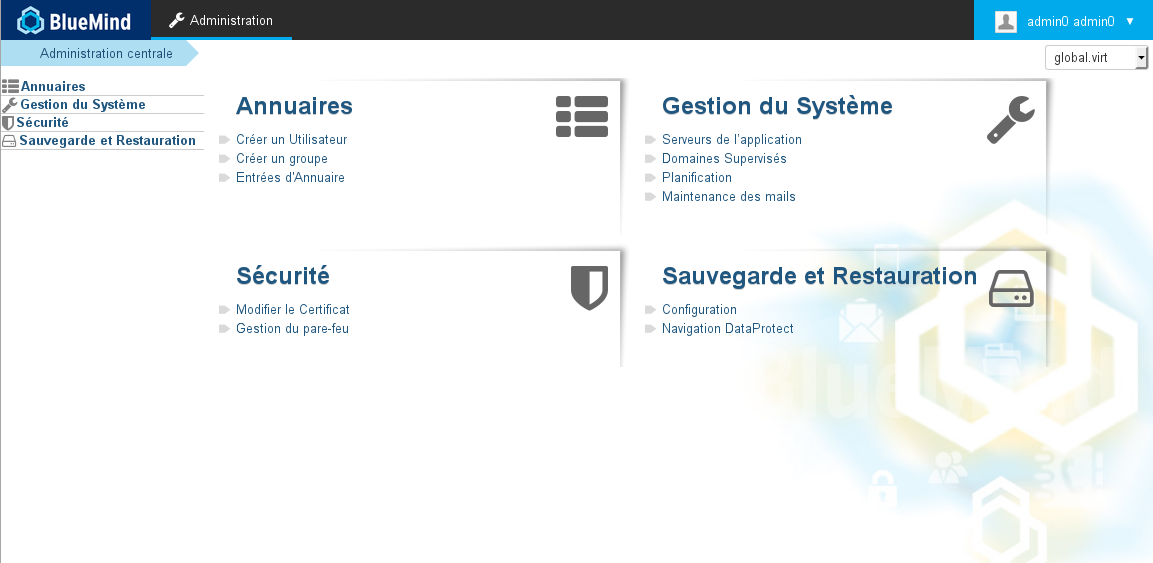 BlueMind
Administration
admin0 admin0 ▼
Administration centrale
global.virt
Annuaires
Gestion du Système
Sécurité
Sauvegarde et Restauration
Annuaires
Créer un Utilisateur
Créer un groupe
Entrées d'Annuaire
Gestion du Système
Serveurs de l'application
Domaines Supervisés
Planification
Maintenance des mails
Sécurité
Modifier le Certificat
Gestion du pare-feu
Sauvegarde et Restauration
Configuration
Navigation DataProtect
BlueMind